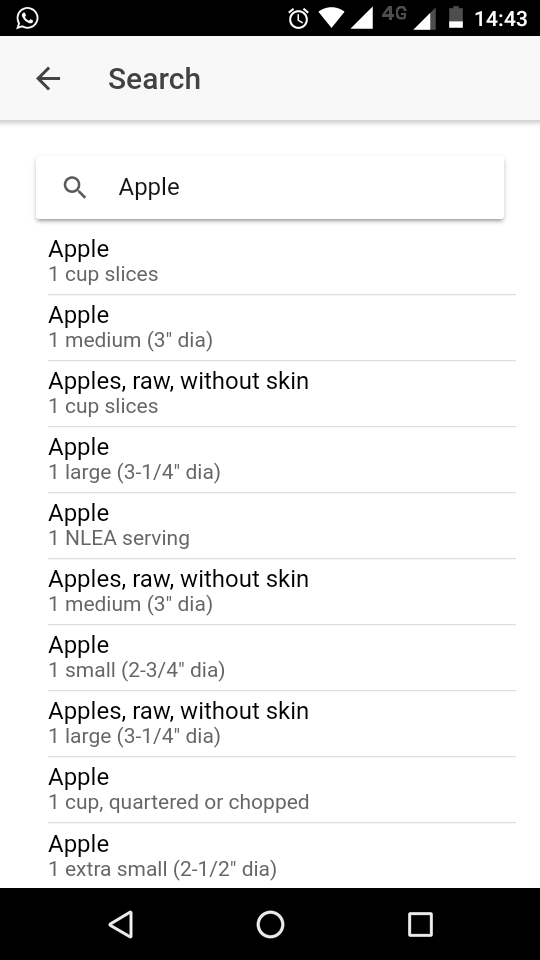 4G 14:43
Search
Apple
Apple
1 cup slices
Apple
1 medium (3" dia)
Apples, raw, without skin
1 cup slices
Apple
1 large (3-1/4" dia)
Apple
1 NLEA serving
Apples, raw, without skin
1 medium (3" dia)
Apple
1 small (2-3/4" dia)
Apples, raw, without skin
1 large (3-1/4" dia)
Apple
1 cup, quartered or chopped
Apple
1 extra small (2-1/2" dia)